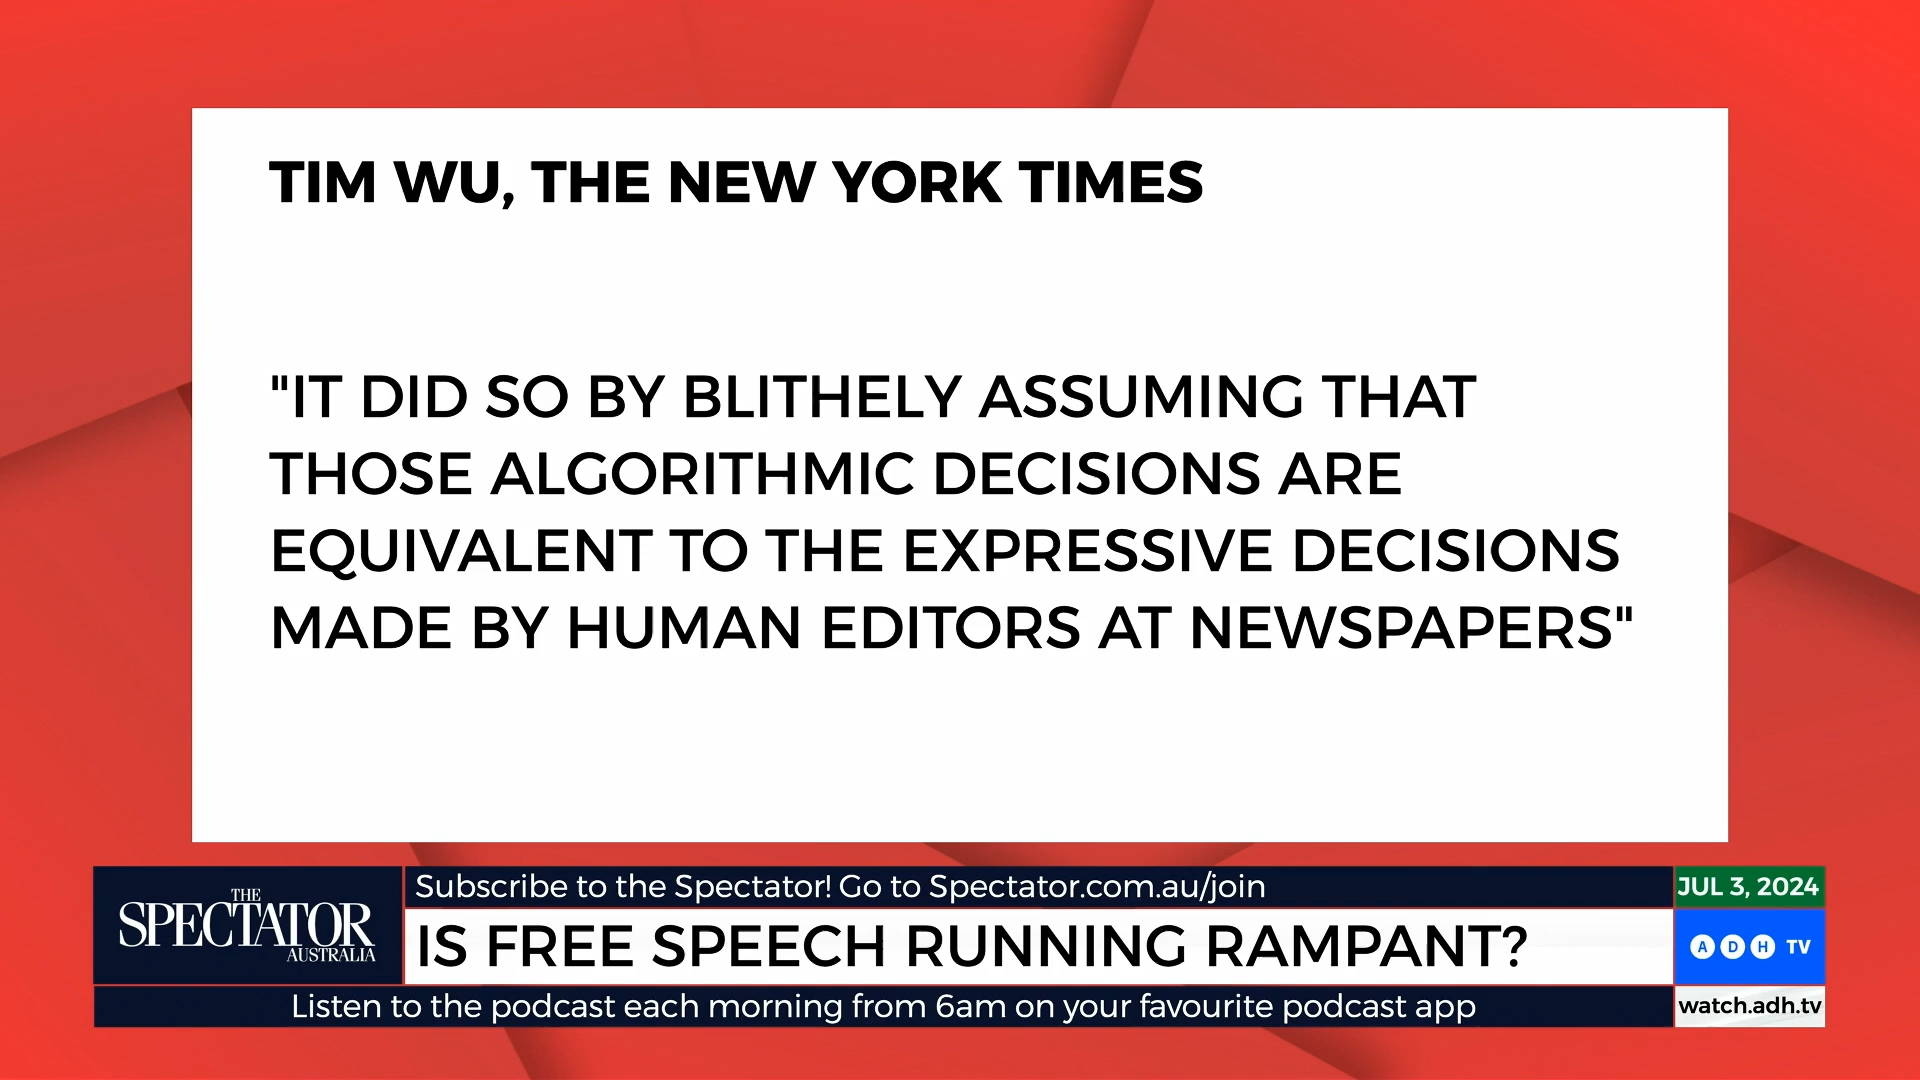 TIM WU, THE NEW YORK TIMES
"IT DID SO BY BLITHELY ASSUMING THAT
THOSE ALGORITHMIC DECISIONS ARE
EQUIVALENT TO THE EXPRESSIVE DECISIONS
MADE BY HUMAN EDITORS AT NEWSPAPERS"
THE
SPECTATOR
AUSTRALIA
Subscribe to the Spectator! Go to Spectator.com.au/join
IS FREE SPEECH RUNNING RAMPANT?
Listen to the podcast each morning from 6am on your favourite podcast app
JUL 3, 2024
ADH TV
watch.adh.tv